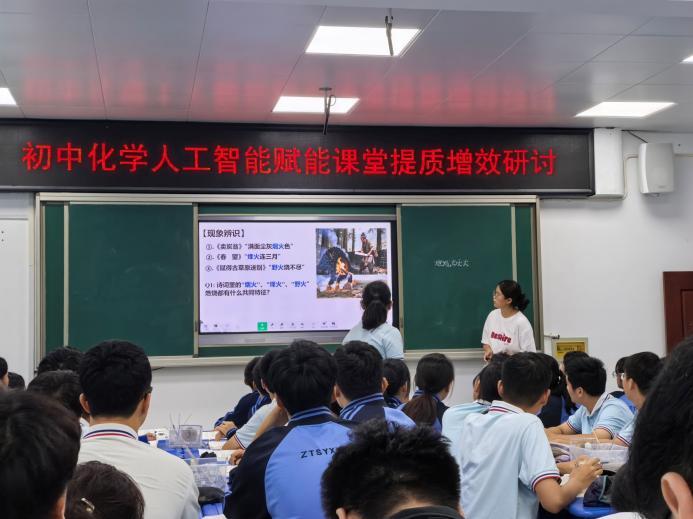 初中化学人工智能赋能课堂提质增效研讨
【现象辨识】
①.《卖炭翁》“满面尘灰烟火色”
②.《春 望》“烽火连三月”
③.《赋得古草原送别》“野火烧不尽”
Q1: 诗词里的“烟火”、“烽火”、“野火”
燃烧都有什么共同特征?
ZTSYX